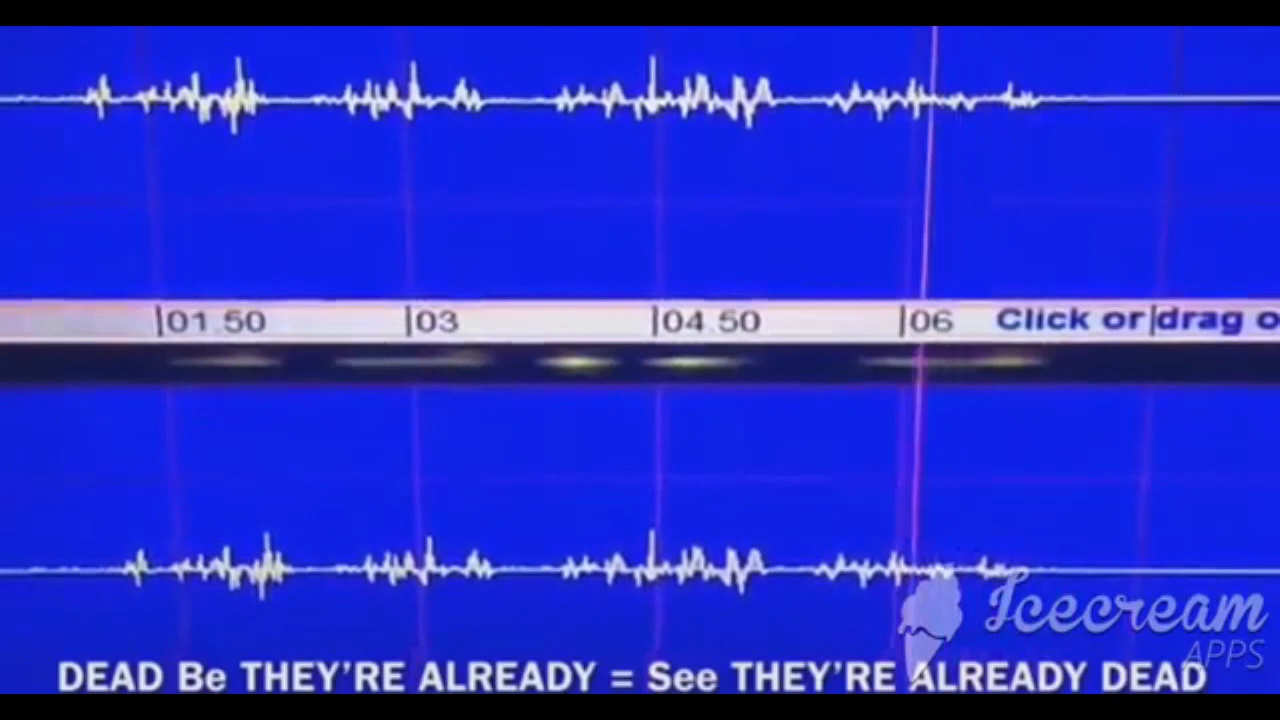 |01 50 |03 |04 50 |06 Click or|drag o
Icecream
APPS
DEAD Be THEY'RE ALREADY = See THEY'RE ALREADY DEAD